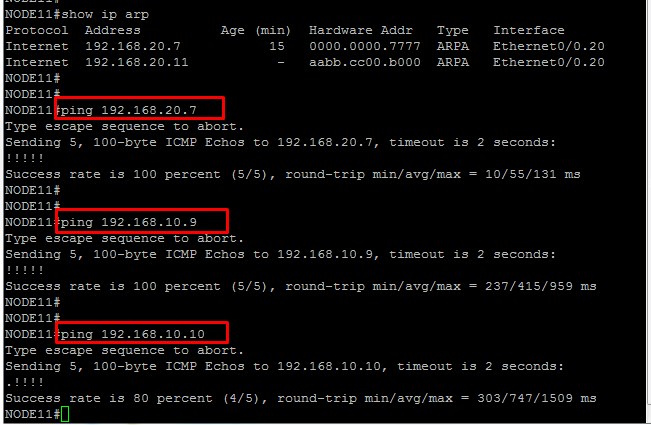 NODE11#show ip arp
Protocol  Address          Age (min)  Hardware Addr   Type   Interface
Internet  192.168.20.7           15   0000.0000.7777  ARPA   Ethernet0/0.20
Internet  192.168.20.11           -   aabb.cc00.b000  ARPA   Ethernet0/0.20
NODE11#
NODE11#
NODE11#ping 192.168.20.7
Type escape sequence to abort.
Sending 5, 100-byte ICMP Echos to 192.168.20.7, timeout is 2 seconds:
!!!!!
Success rate is 100 percent (5/5), round-trip min/avg/max = 10/55/131 ms
NODE11#
NODE11#
NODE11#ping 192.168.10.9
Type escape sequence to abort.
Sending 5, 100-byte ICMP Echos to 192.168.10.9, timeout is 2 seconds:
!!!!!
Success rate is 100 percent (5/5), round-trip min/avg/max = 237/415/959 ms
NODE11#
NODE11#
NODE11#ping 192.168.10.10
Type escape sequence to abort.
Sending 5, 100-byte ICMP Echos to 192.168.10.10, timeout is 2 seconds:
.!!!!
Success rate is 80 percent (4/5), round-trip min/avg/max = 303/747/1509 ms
NODE11#